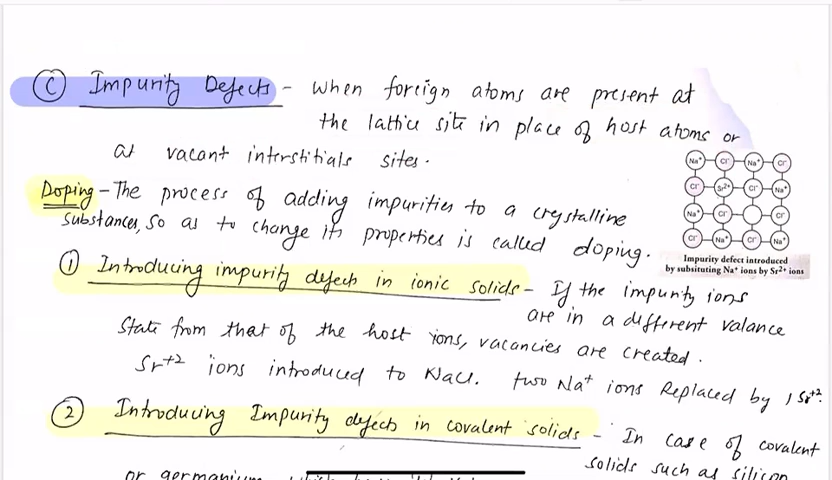 (C) Impurity Defects - When foreign atoms are present at
the lattice site in place of host atoms or
at vacant interstitials sites.
Doping - The process of adding impurities to a crystalline
Substances, so as to change its properties is called doping.
Na+ Cl- Na+ Cl-
Cl- Sr2+ Cl- Na+
Na+ Cl- Cl-
Cl- Na+ Cl- Na+
Impurity defect introduced
by subsituting Na+ ions by Sr2+ ions
① Introducing impurity defect in ionic solids - If the impurity ions
are in a different valance
State from that of the host ions, vacancies are created.
Sr+2 ions introduced to NaCl. two Na+ ions Replaced by 1 Sr+2.
② Introducing Impurity defects in covalent solids - In case of covalent
solids such as silicon
or germanium